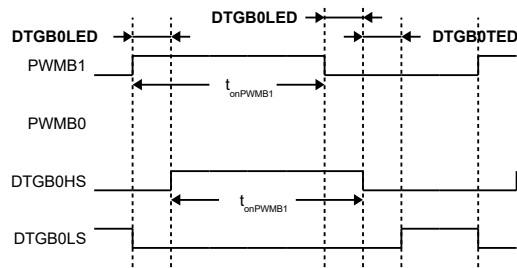 DTGB0LED
DTGB0LED
DTGB0TED
PWMB1
tonPWMB1
PWMB0
DTGB0HS
tonPWMB1
DTGB0LS